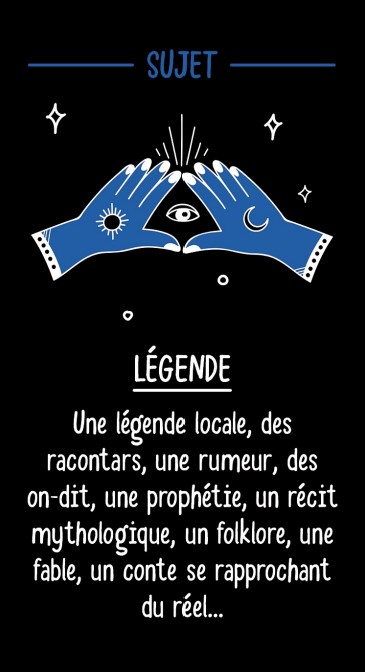 SUJET
LÉGENDE
Une légende locale, des
racontars, une rumeur, des
on-dit, une prophétie, un récit
mythologique, un folklore, une
fable, un conte se rapprochant
du réel...